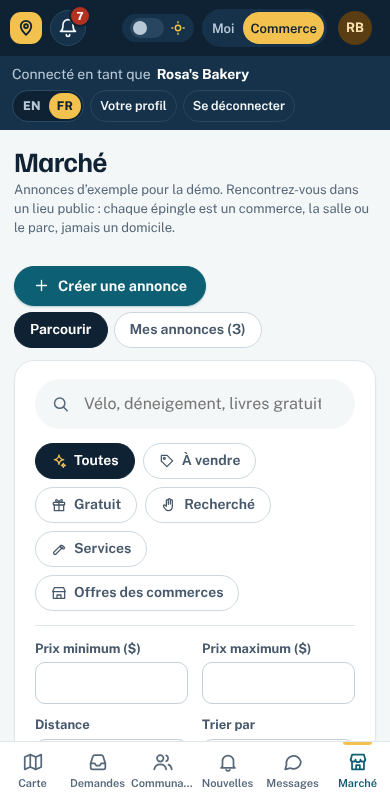 7
Moi
Commerce
RB
Connecté en tant que Rosa's Bakery
EN
FR
Votre profil
Se déconnecter
Marché
Annonces d'exemple pour la démo. Rencontrez-vous dans
un lieu public : chaque épingle est un commerce, la salle ou
le parc, jamais un domicile.
Créer une annonce
Parcourir
Mes annonces (3)
Vélo, déneigement, livres gratuit
Toutes
À vendre
Gratuit
Recherché
Services
Offres des commerces
Prix minimum ($)
Prix maximum ($)
Distance
Trier par
Carte
Demandes
Communa...
Nouvelles
Messages
Marché